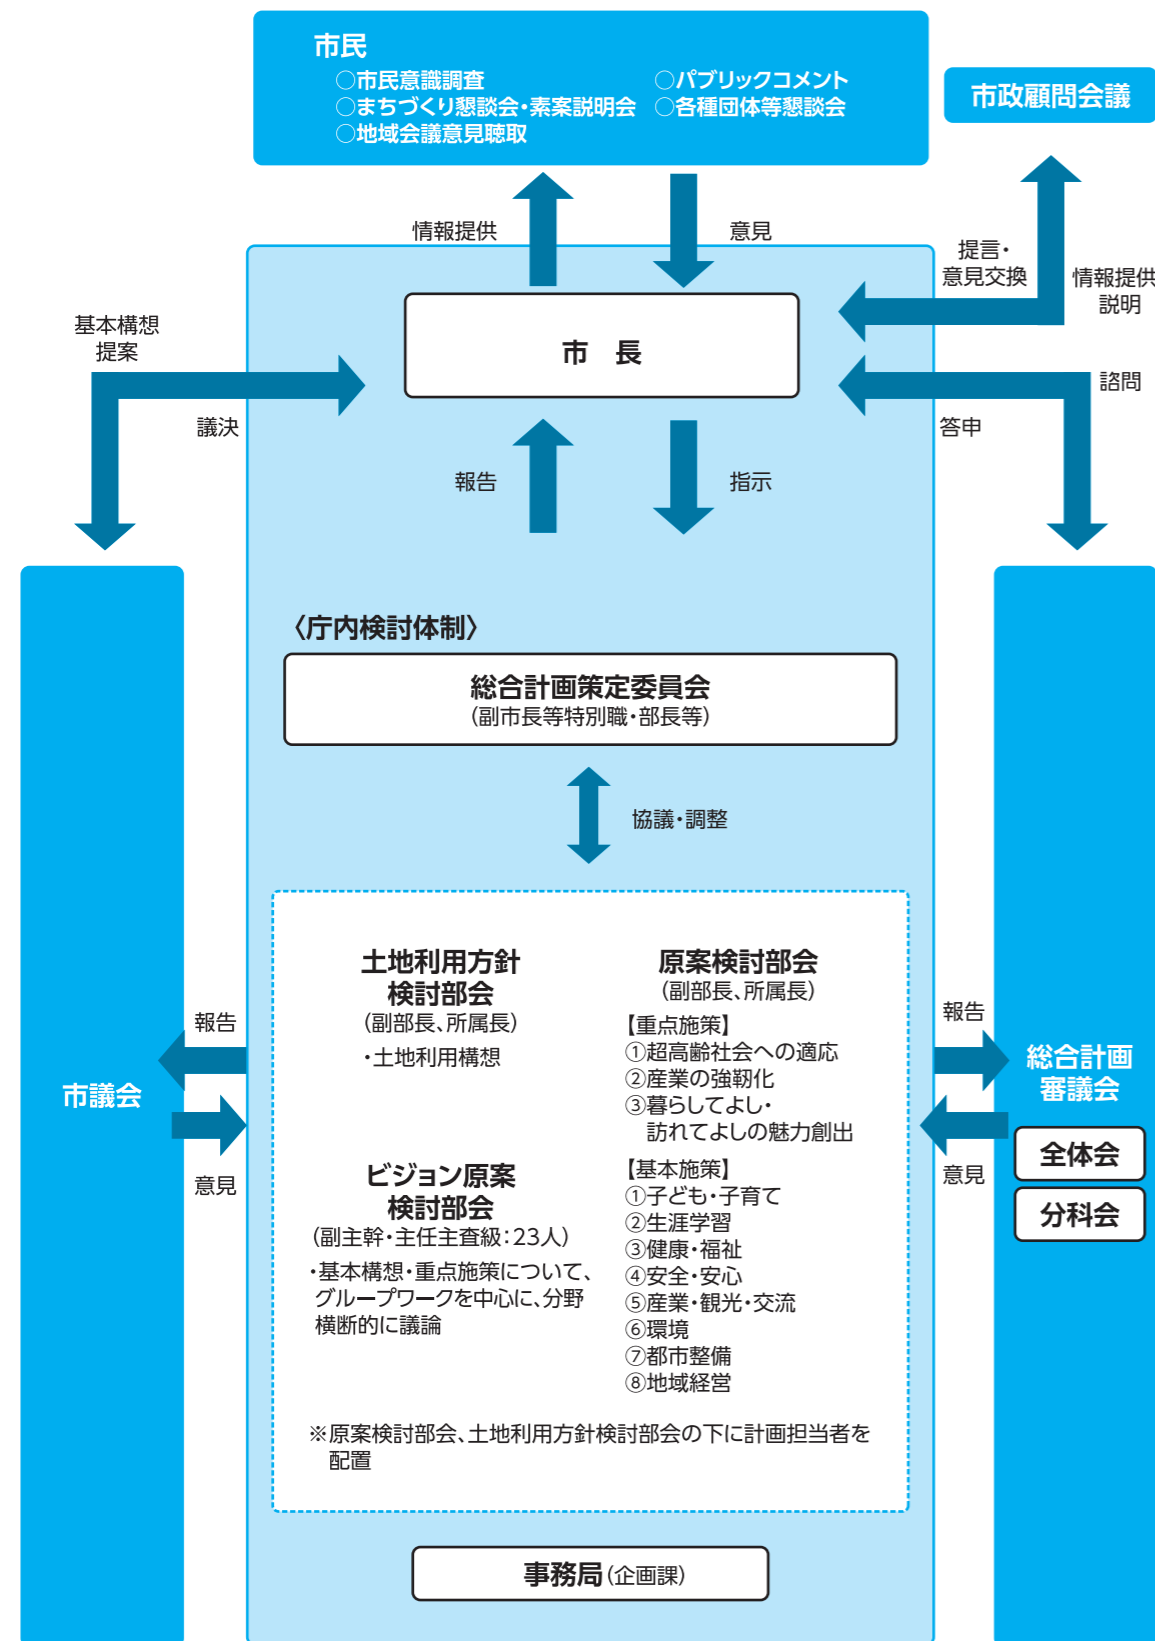 市民
○市民意識調査
○まちづくり懇談会・素案説明会
○地域会議意見聴取
○パブリックコメント
○各種団体等懇談会
市政顧問会議
情報提供
意見
提言・
意見交換
情報提供
説明
基本構想
提案
議決
市 長
諮問
答申
報告
指示
〈庁内検討体制〉
総合計画策定委員会
(副市長等特別職・部長等)
協議・調整
土地利用方針
検討部会
(副部長、所属長)
・土地利用構想
ビジョン原案
検討部会
(副主幹・主任主査級：23人)
・基本構想・重点施策について、
グループワークを中心に、分野
横断的に議論
原案検討部会
(副部長、所属長)
【重点施策】
①超高齢社会への適応
②産業の強靭化
③暮らしてよし・
訪れてよしの魅力創出
【基本施策】
①子ども・子育て
②生涯学習
③健康・福祉
④安全・安心
⑤産業・観光・交流
⑥環境
⑦都市整備
⑧地域経営
※原案検討部会、土地利用方針検討部会の下に計画担当者を
配置
報告
市議会
意見
報告
総合計画
審議会
全体会
分科会
意見
事務局(企画課)